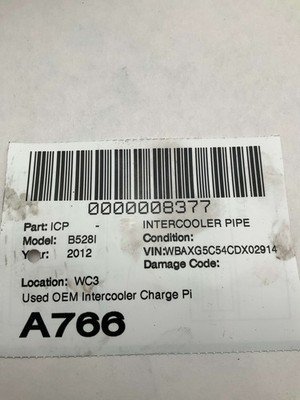 0000008377
Part: ICP - INTERCOOLER PIPE
Model: B528I Condition:
Year: 2012 VIN:WBAXG5C54CDX02914
Damage Code:
Location: WC3
Used OEM Intercooler Charge Pi
A766